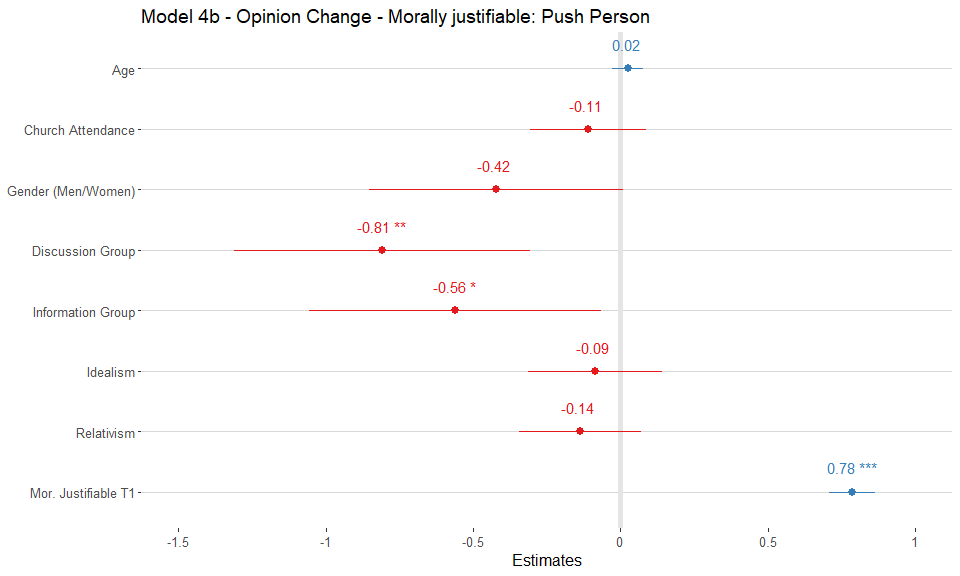 Model 4b - Opinion Change - Morally justifiable: Push Person
0.02
Age
-0.11
Church Attendance
-0.42
Gender (Men/Women)
-0.81 **
Discussion Group
-0.56 *
Information Group
-0.09
Idealism
-0.14
Relativism
0.78 ***
Mor. Justifiable T1
-1.5 -1 -0.5 0 0.5 1
Estimates